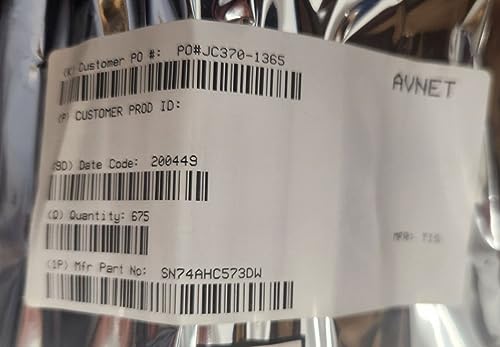 (K) Customer PO #: PO#JC370-1365
AVNET
(P) CUSTOMER PROD ID:
(9D) Date Code: 200449
(Q) Quantity: 675
MFR: TIS
(1P) Mfr Part No: SN74AHC573DW